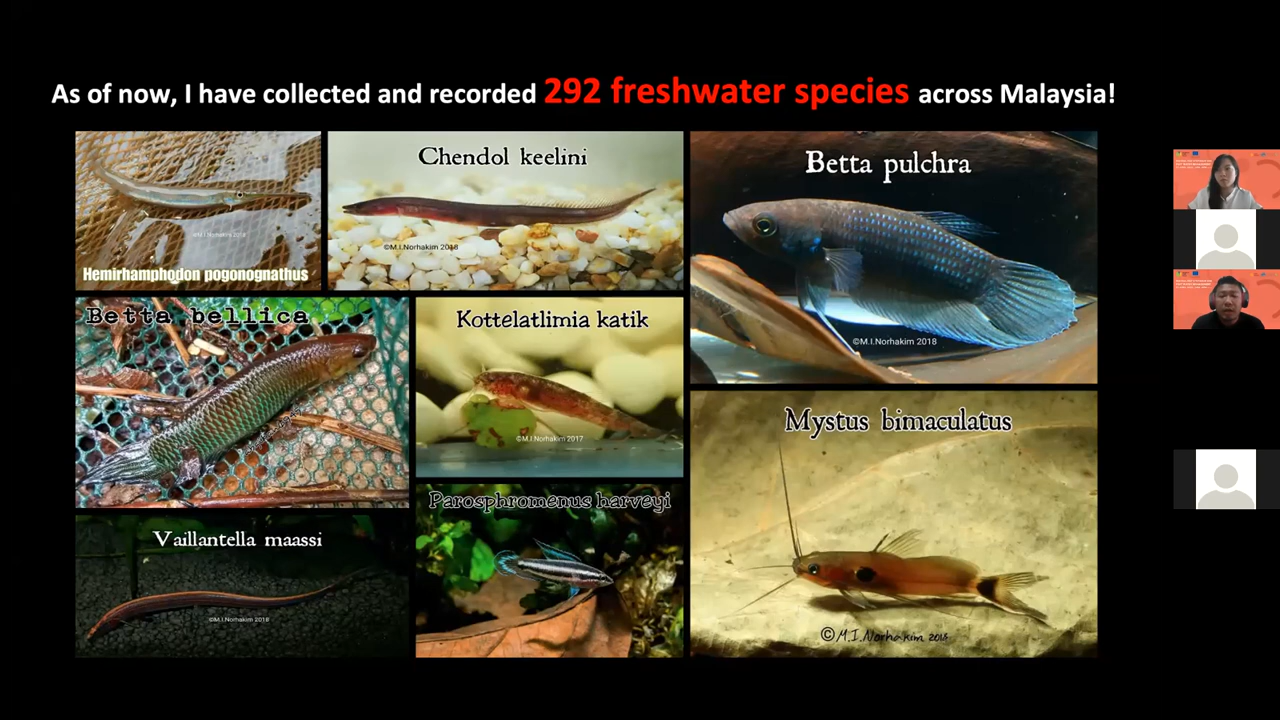 As of now, I have collected and recorded 292 freshwater species across Malaysia!
©M.I.Norhakim 2018
Hemirhamphodon pogonognathus
Chendol keelini
©M.I.Norhakim 2018
Betta pulchra
©M.I.Norhakim 2018
Betta bellica
Kottelatlimia katik
©M.I.Norhakim 2017
Mystus bimaculatus
©M.I.Norhakim 2018
Parosphromenus harveyi
Vaillantella maassi
©M.I.Norhakim 2018